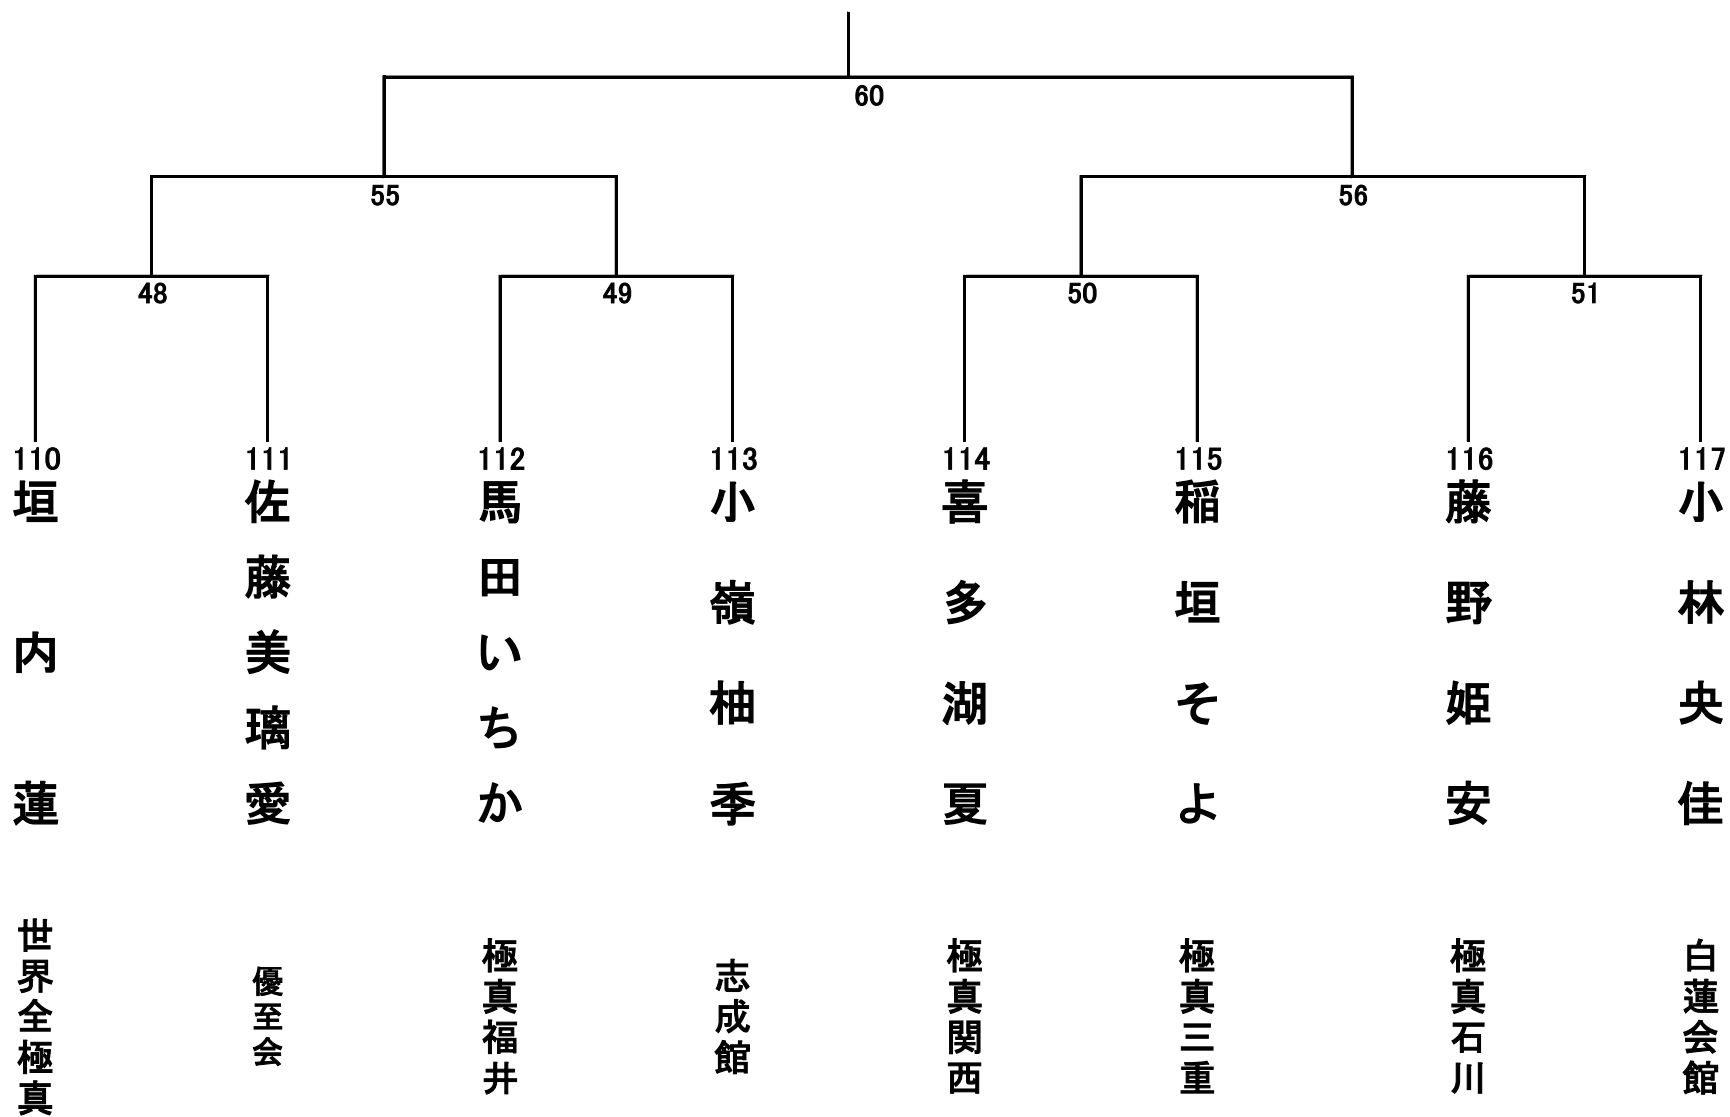 60
55
56
48
49
50
51
110
垣内蓮
世界全極真
111
佐藤美璃愛
優至会
112
馬田いちか
極真福井
113
小嶺柚季
志成館
114
喜多湖夏
極真関西
115
稲垣そよ
極真三重
116
藤野姫安
極真石川
117
小林央佳
白蓮会館